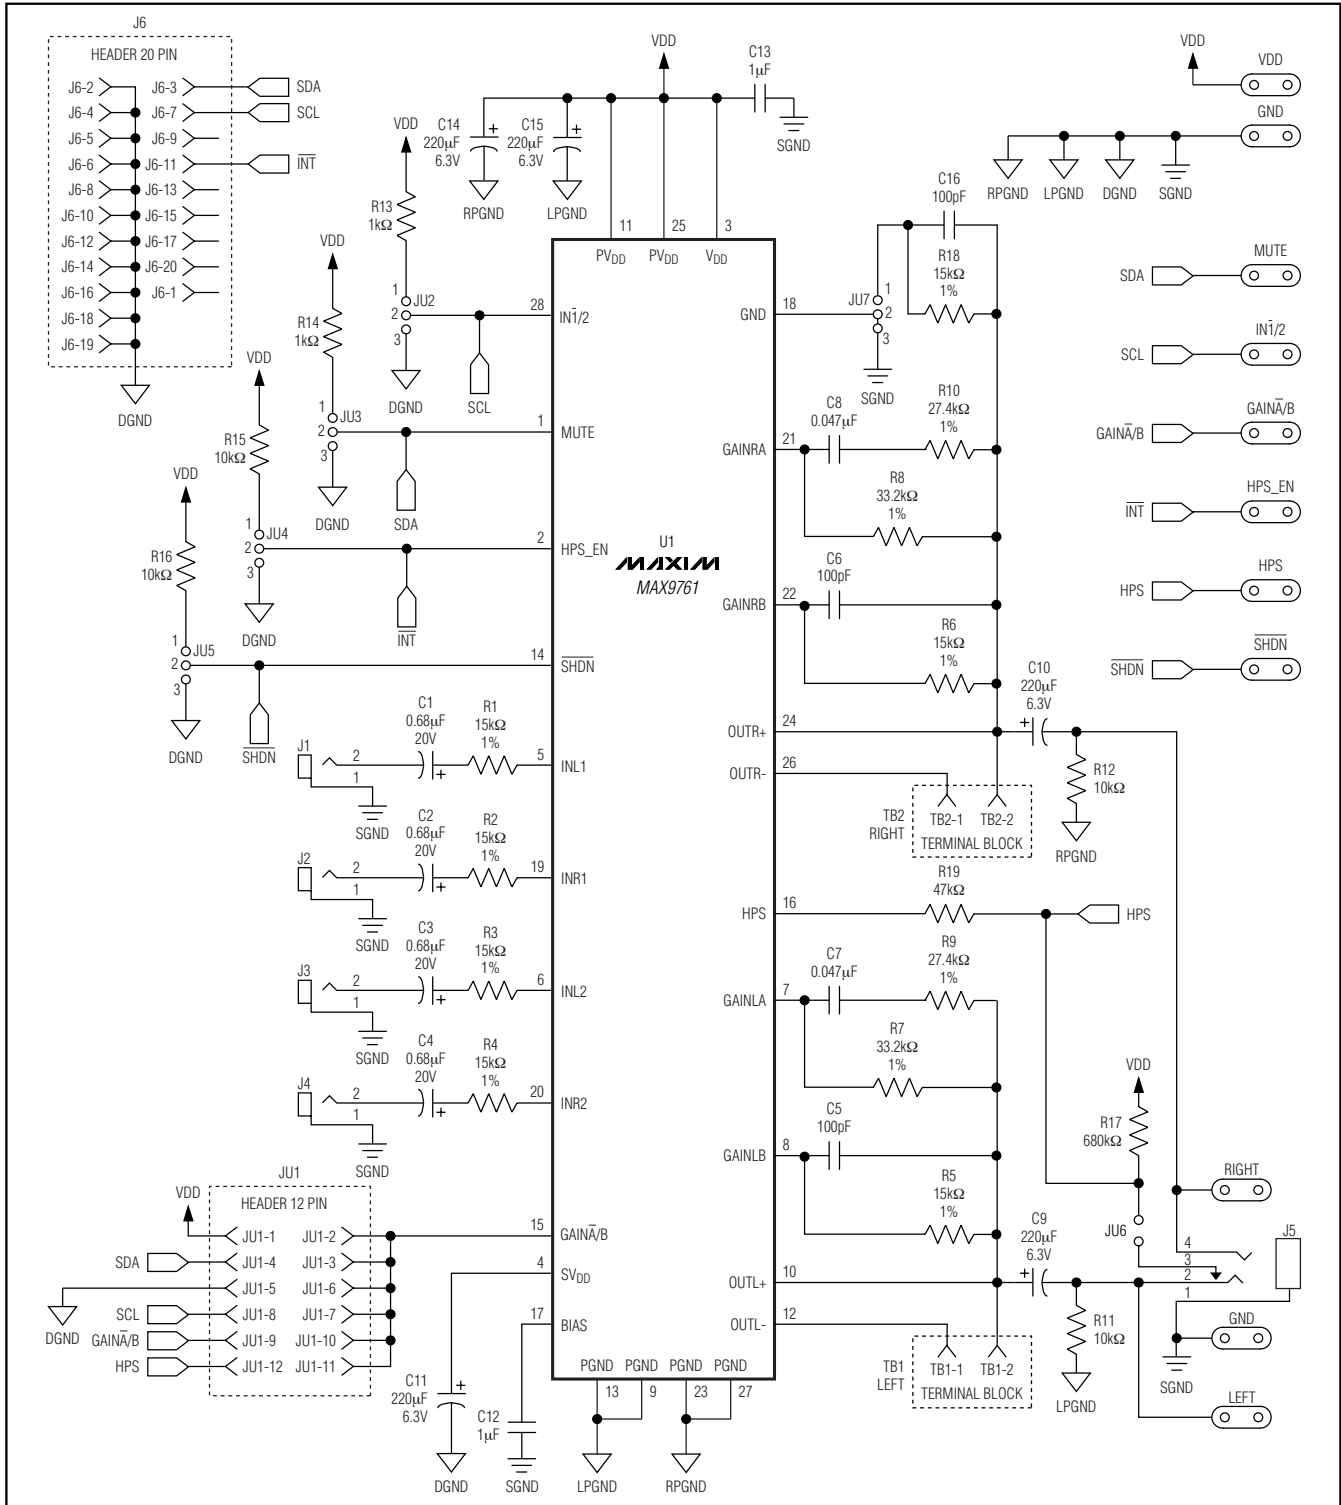 J6
HEADER 20 PIN
J6-2
J6-3
SDA
J6-4
J6-7
SCL
J6-5
J6-9
J6-6
J6-11
INT
J6-8
J6-13
J6-10
J6-15
J6-12
J6-17
J6-14
J6-20
J6-16
J6-1
J6-18
J6-19
DGND
VDD
C13
1µF
SGND
C14
220µF
6.3V
+
RPGND
C15
220µF
6.3V
+
LPGND
VDD
VDD
GND
RPGND
LPGND
DGND
SGND
VDD
R13
1kΩ
1
2
3
JU2
DGND
SCL
VDD
R14
1kΩ
1
2
3
JU3
DGND
SDA
VDD
R15
10kΩ
1
2
3
JU4
DGND
INT
VDD
R16
10kΩ
1
2
3
JU5
DGND
SHDN
11
25
3
PVDD
PVDD
VDD
28
IN1/2
1
MUTE
2
HPS_EN
14
SHDN
U1
MAXIM
MAX9761
18
GND
JU7
1
2
3
SGND
C16
100pF
R18
15kΩ
1%
21
GAINRA
C8
0.047µF
R10
27.4kΩ
1%
R8
33.2kΩ
1%
22
GAINRB
C6
100pF
R6
15kΩ
1%
24
OUTR+
C10
220µF
6.3V
+
R12
10kΩ
RPGND
26
OUTR-
TB2
RIGHT
TB2-1
TB2-2
TERMINAL BLOCK
SDA
MUTE
SCL
IN1/2
GAINA/B
GAINA/B
INT
HPS_EN
HPS
HPS
SHDN
SHDN
J1
2
1
SGND
C1
0.68µF
20V
+
R1
15kΩ
1%
5
INL1
J2
2
1
SGND
C2
0.68µF
20V
+
R2
15kΩ
1%
19
INR1
J3
2
1
SGND
C3
0.68µF
20V
+
R3
15kΩ
1%
6
INL2
J4
2
1
SGND
C4
0.68µF
20V
+
R4
15kΩ
1%
20
INR2
16
HPS
R19
47kΩ
HPS
7
GAINLA
C7
0.047µF
R9
27.4kΩ
1%
R7
33.2kΩ
1%
8
GAINLB
C5
100pF
R5
15kΩ
1%
10
OUTL+
C9
220µF
6.3V
+
R11
10kΩ
LPGND
12
OUTL-
TB1
LEFT
TB1-1
TB1-2
TERMINAL BLOCK
VDD
R17
680kΩ
JU6
RIGHT
J5
4
3
2
1
GND
SGND
LEFT
JU1
HEADER 12 PIN
VDD
JU1-1
JU1-2
SDA
JU1-4
JU1-3
JU1-5
JU1-6
DGND
SCL
JU1-8
JU1-7
GAINA/B
JU1-9
JU1-10
HPS
JU1-12
JU1-11
15
GAINA/B
4
SVDD
17
BIAS
C11
220µF
6.3V
+
DGND
C12
1µF
SGND
PGND
PGND
PGND
PGND
13
9
23
27
LPGND
RPGND